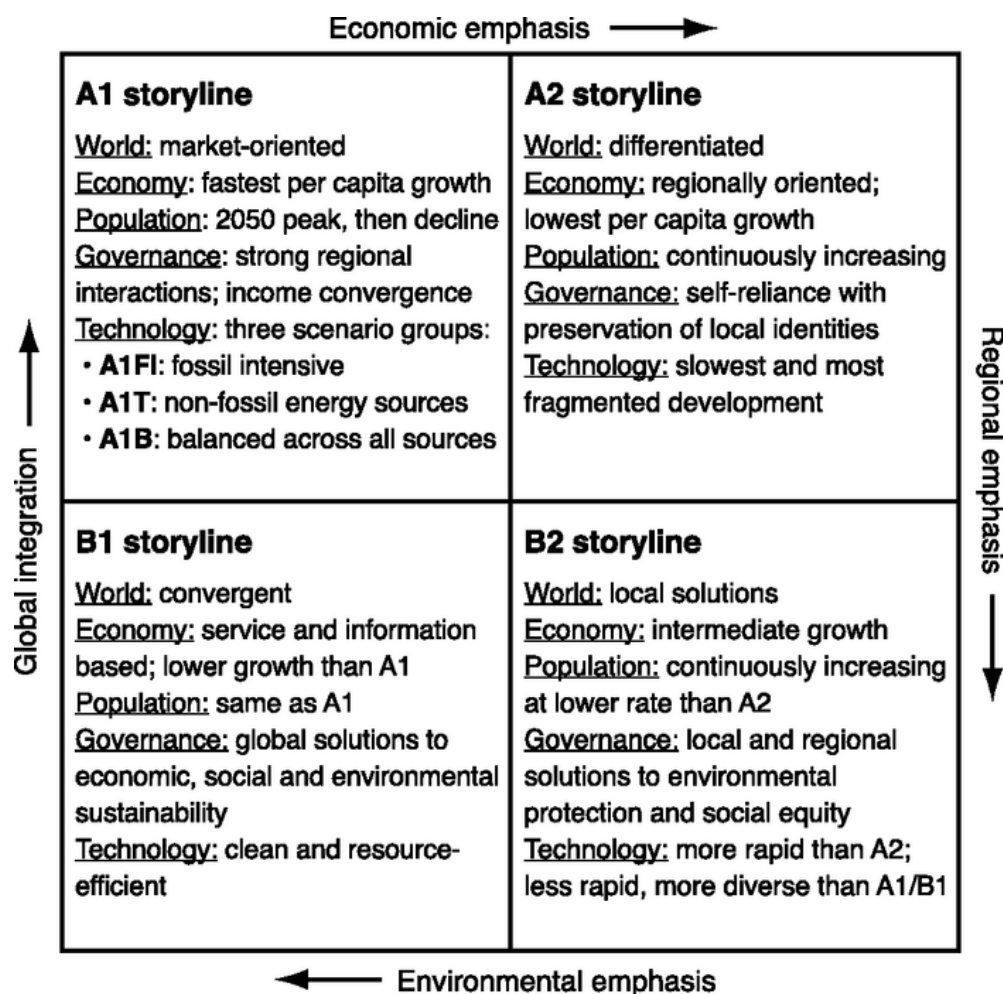 Economic emphasis
A1 storyline
World: market-oriented
Economy: fastest per capita growth
Population: 2050 peak, then decline
Governance: strong regional
interactions; income convergence
Technology: three scenario groups:
• A1FI: fossil intensive
• A1T: non-fossil energy sources
• A1B: balanced across all sources
A2 storyline
World: differentiated
Economy: regionally oriented;
lowest per capita growth
Population: continuously increasing
Governance: self-reliance with
preservation of local identities
Technology: slowest and most
fragmented development
Global integration
Regional emphasis
B1 storyline
World: convergent
Economy: service and information
based; lower growth than A1
Population: same as A1
Governance: global solutions to
economic, social and environmental
sustainability
Technology: clean and resource-
efficient
B2 storyline
World: local solutions
Economy: intermediate growth
Population: continuously increasing
at lower rate than A2
Governance: local and regional
solutions to environmental
protection and social equity
Technology: more rapid than A2;
less rapid, more diverse than A1/B1
Environmental emphasis